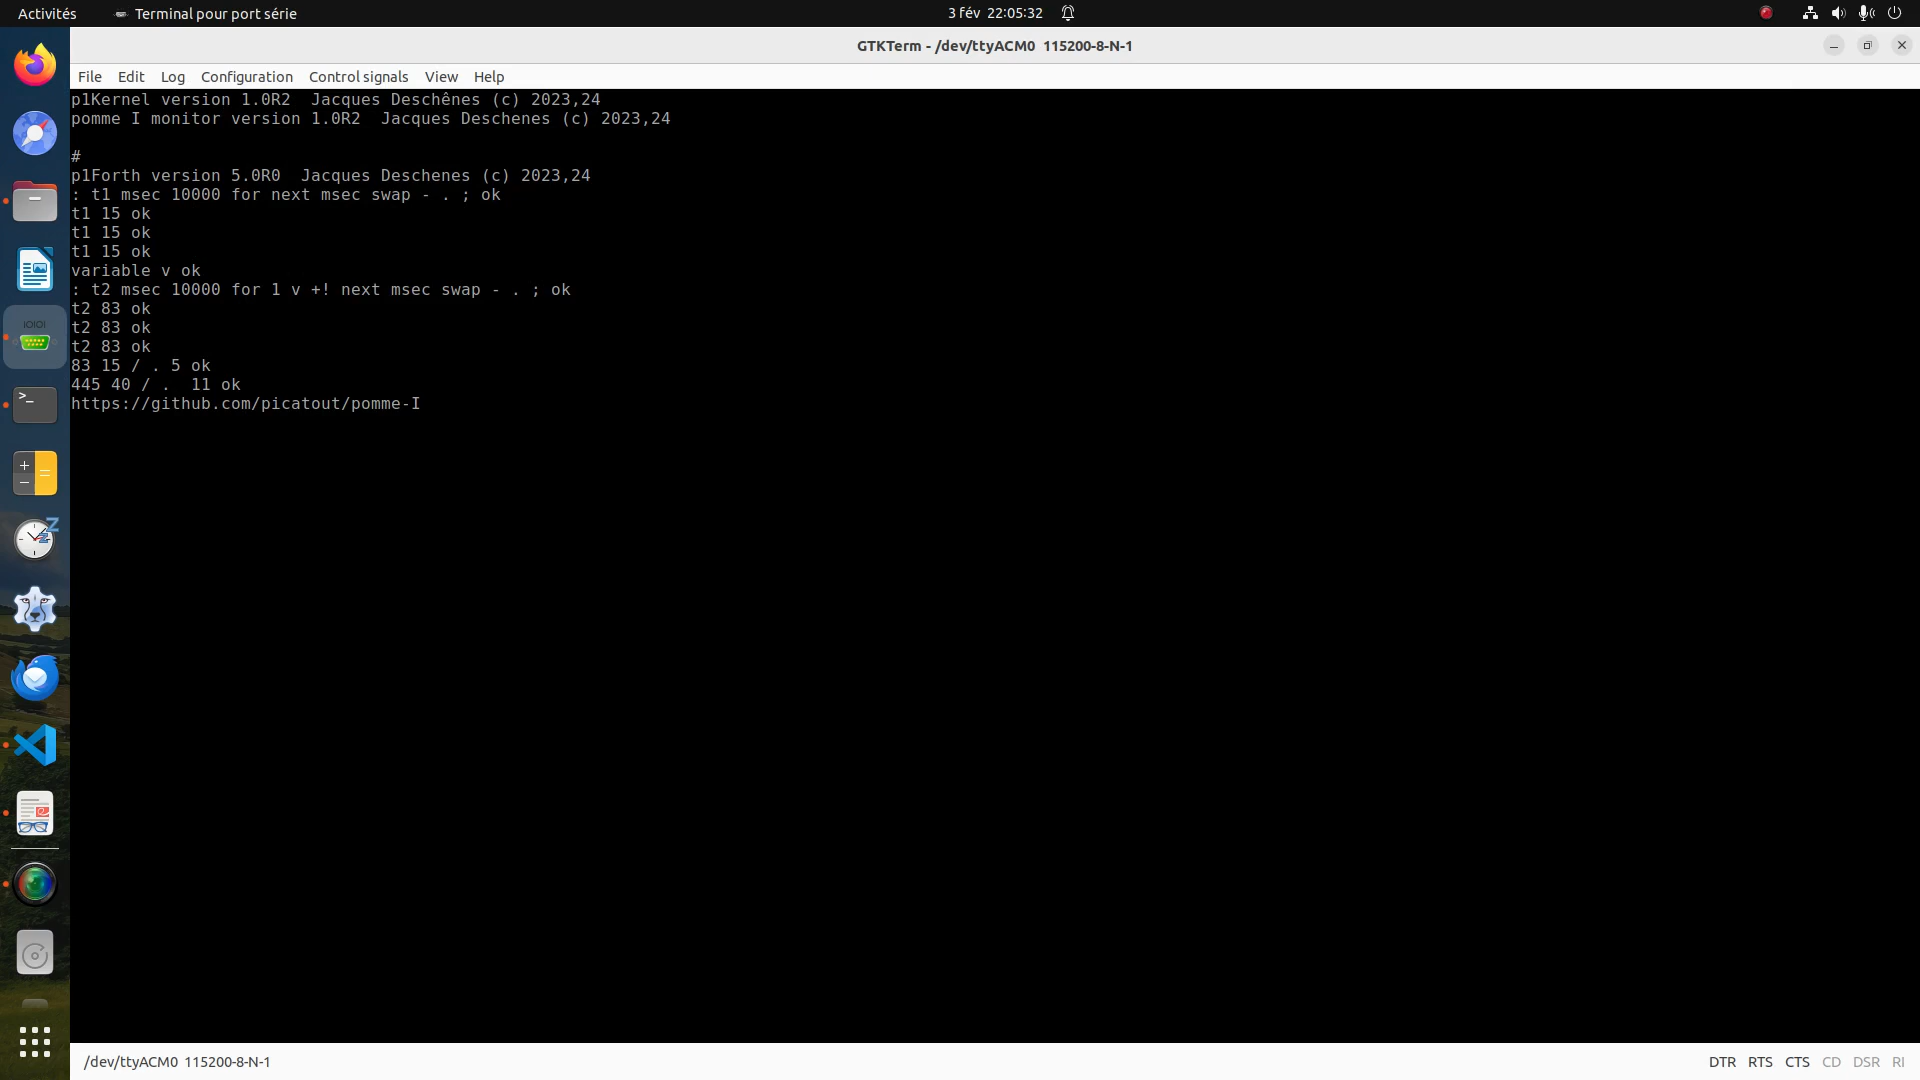 Activités
Terminal pour port série
3 fév 22:05:32
GTKTerm - /dev/ttyACM0 115200-8-N-1
File Edit Log Configuration Control signals View Help
p1Kernel version 1.0R2  Jacques Deschênes (c) 2023,24
pomme I monitor version 1.0R2  Jacques Deschenes (c) 2023,24
#
p1Forth version 5.0R0  Jacques Deschenes (c) 2023,24
: t1 msec 10000 for next msec swap - . ; ok
t1 15 ok
t1 15 ok
t1 15 ok
variable v ok
: t2 msec 10000 for 1 v +! next msec swap - . ; ok
t2 83 ok
t2 83 ok
t2 83 ok
83 15 / . 5 ok
445 40 / .  11 ok
https://github.com/picatout/pomme-I
/dev/ttyACM0 115200-8-N-1
DTR RTS CTS CD DSR RI